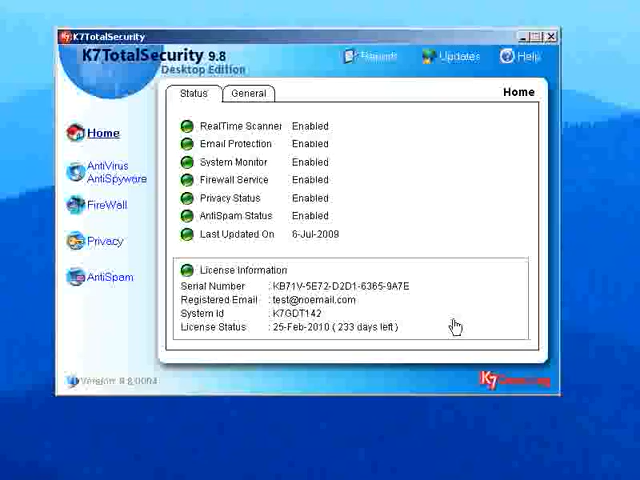 K7TotalSecurity
K7TotalSecurity 9.8
Desktop Edition
Updates
Help
Status
General
Home
RealTime Scanner Enabled
Email Protection Enabled
System Monitor Enabled
Firewall Service Enabled
Privacy Status Enabled
AntiSpam Status Enabled
Last Updated On 6-Jul-2009
Home
AntiVirus
AntiSpyware
FireWall
Privacy
AntiSpam
License Information
Serial Number : KB71V-5E72-D2D1-6365-9A7E
Registered Email : test@noemail.com
System Id : K7GDT142
License Status : 25-Feb-2010 ( 233 days left )
Version:
K7